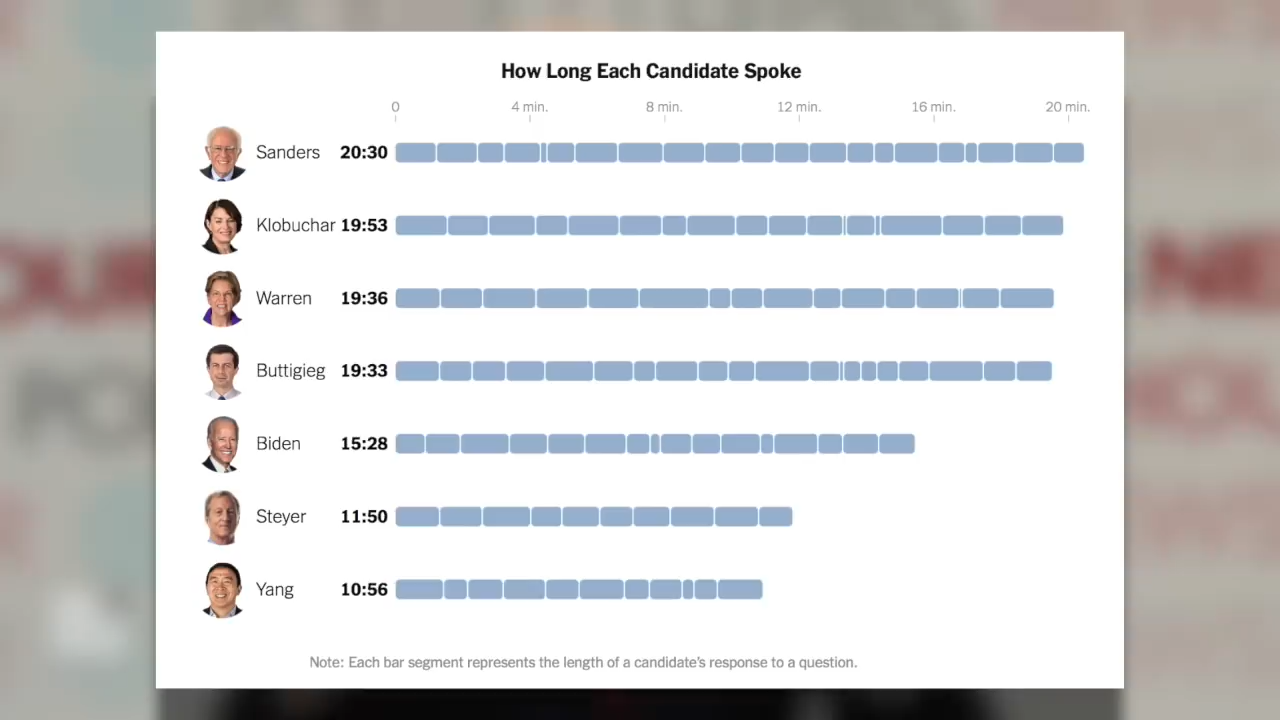 How Long Each Candidate Spoke
0 4 min. 8 min. 12 min. 16 min. 20 min.
Sanders 20:30
Klobuchar 19:53
Warren 19:36
Buttigieg 19:33
Biden 15:28
Steyer 11:50
Yang 10:56
Note: Each bar segment represents the length of a candidate's response to a question.